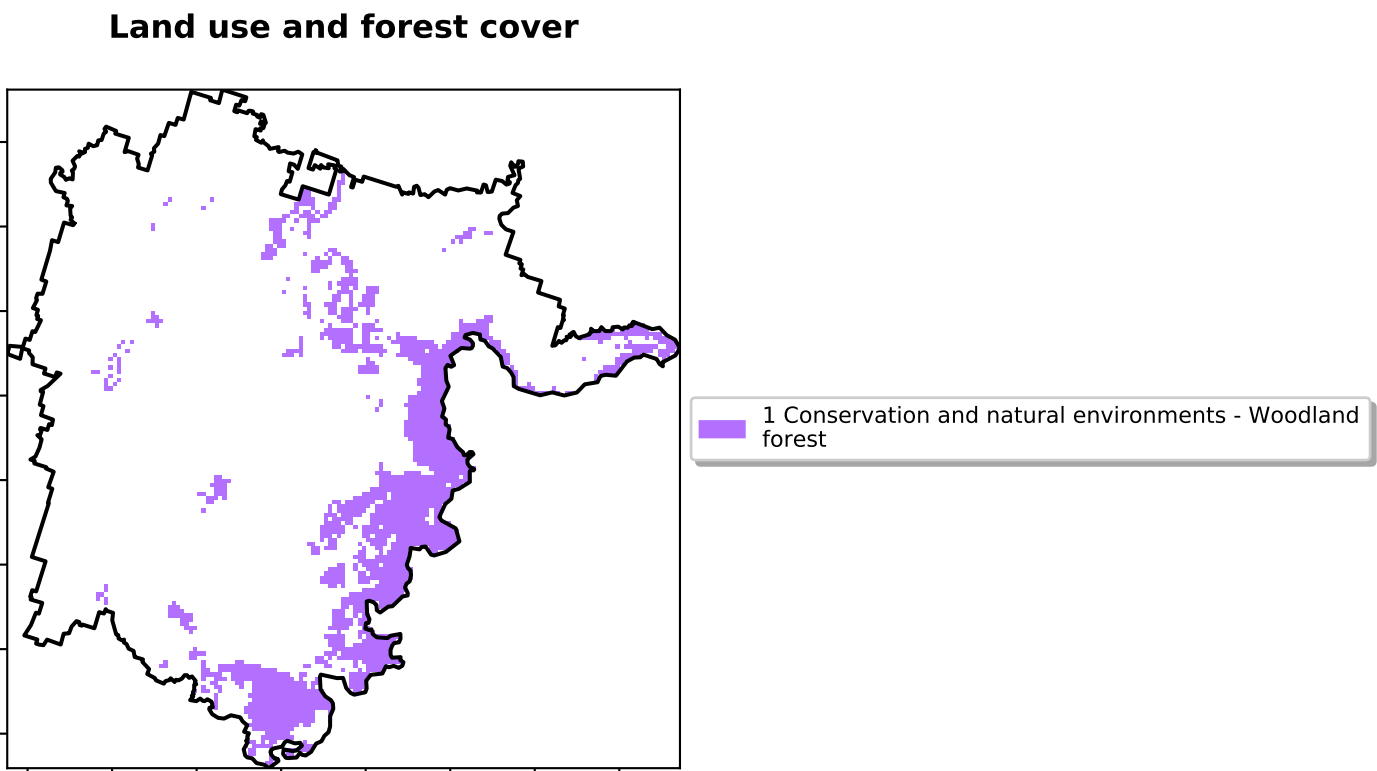 Land use and forest cover
1 Conservation and natural environments - Woodland
forest